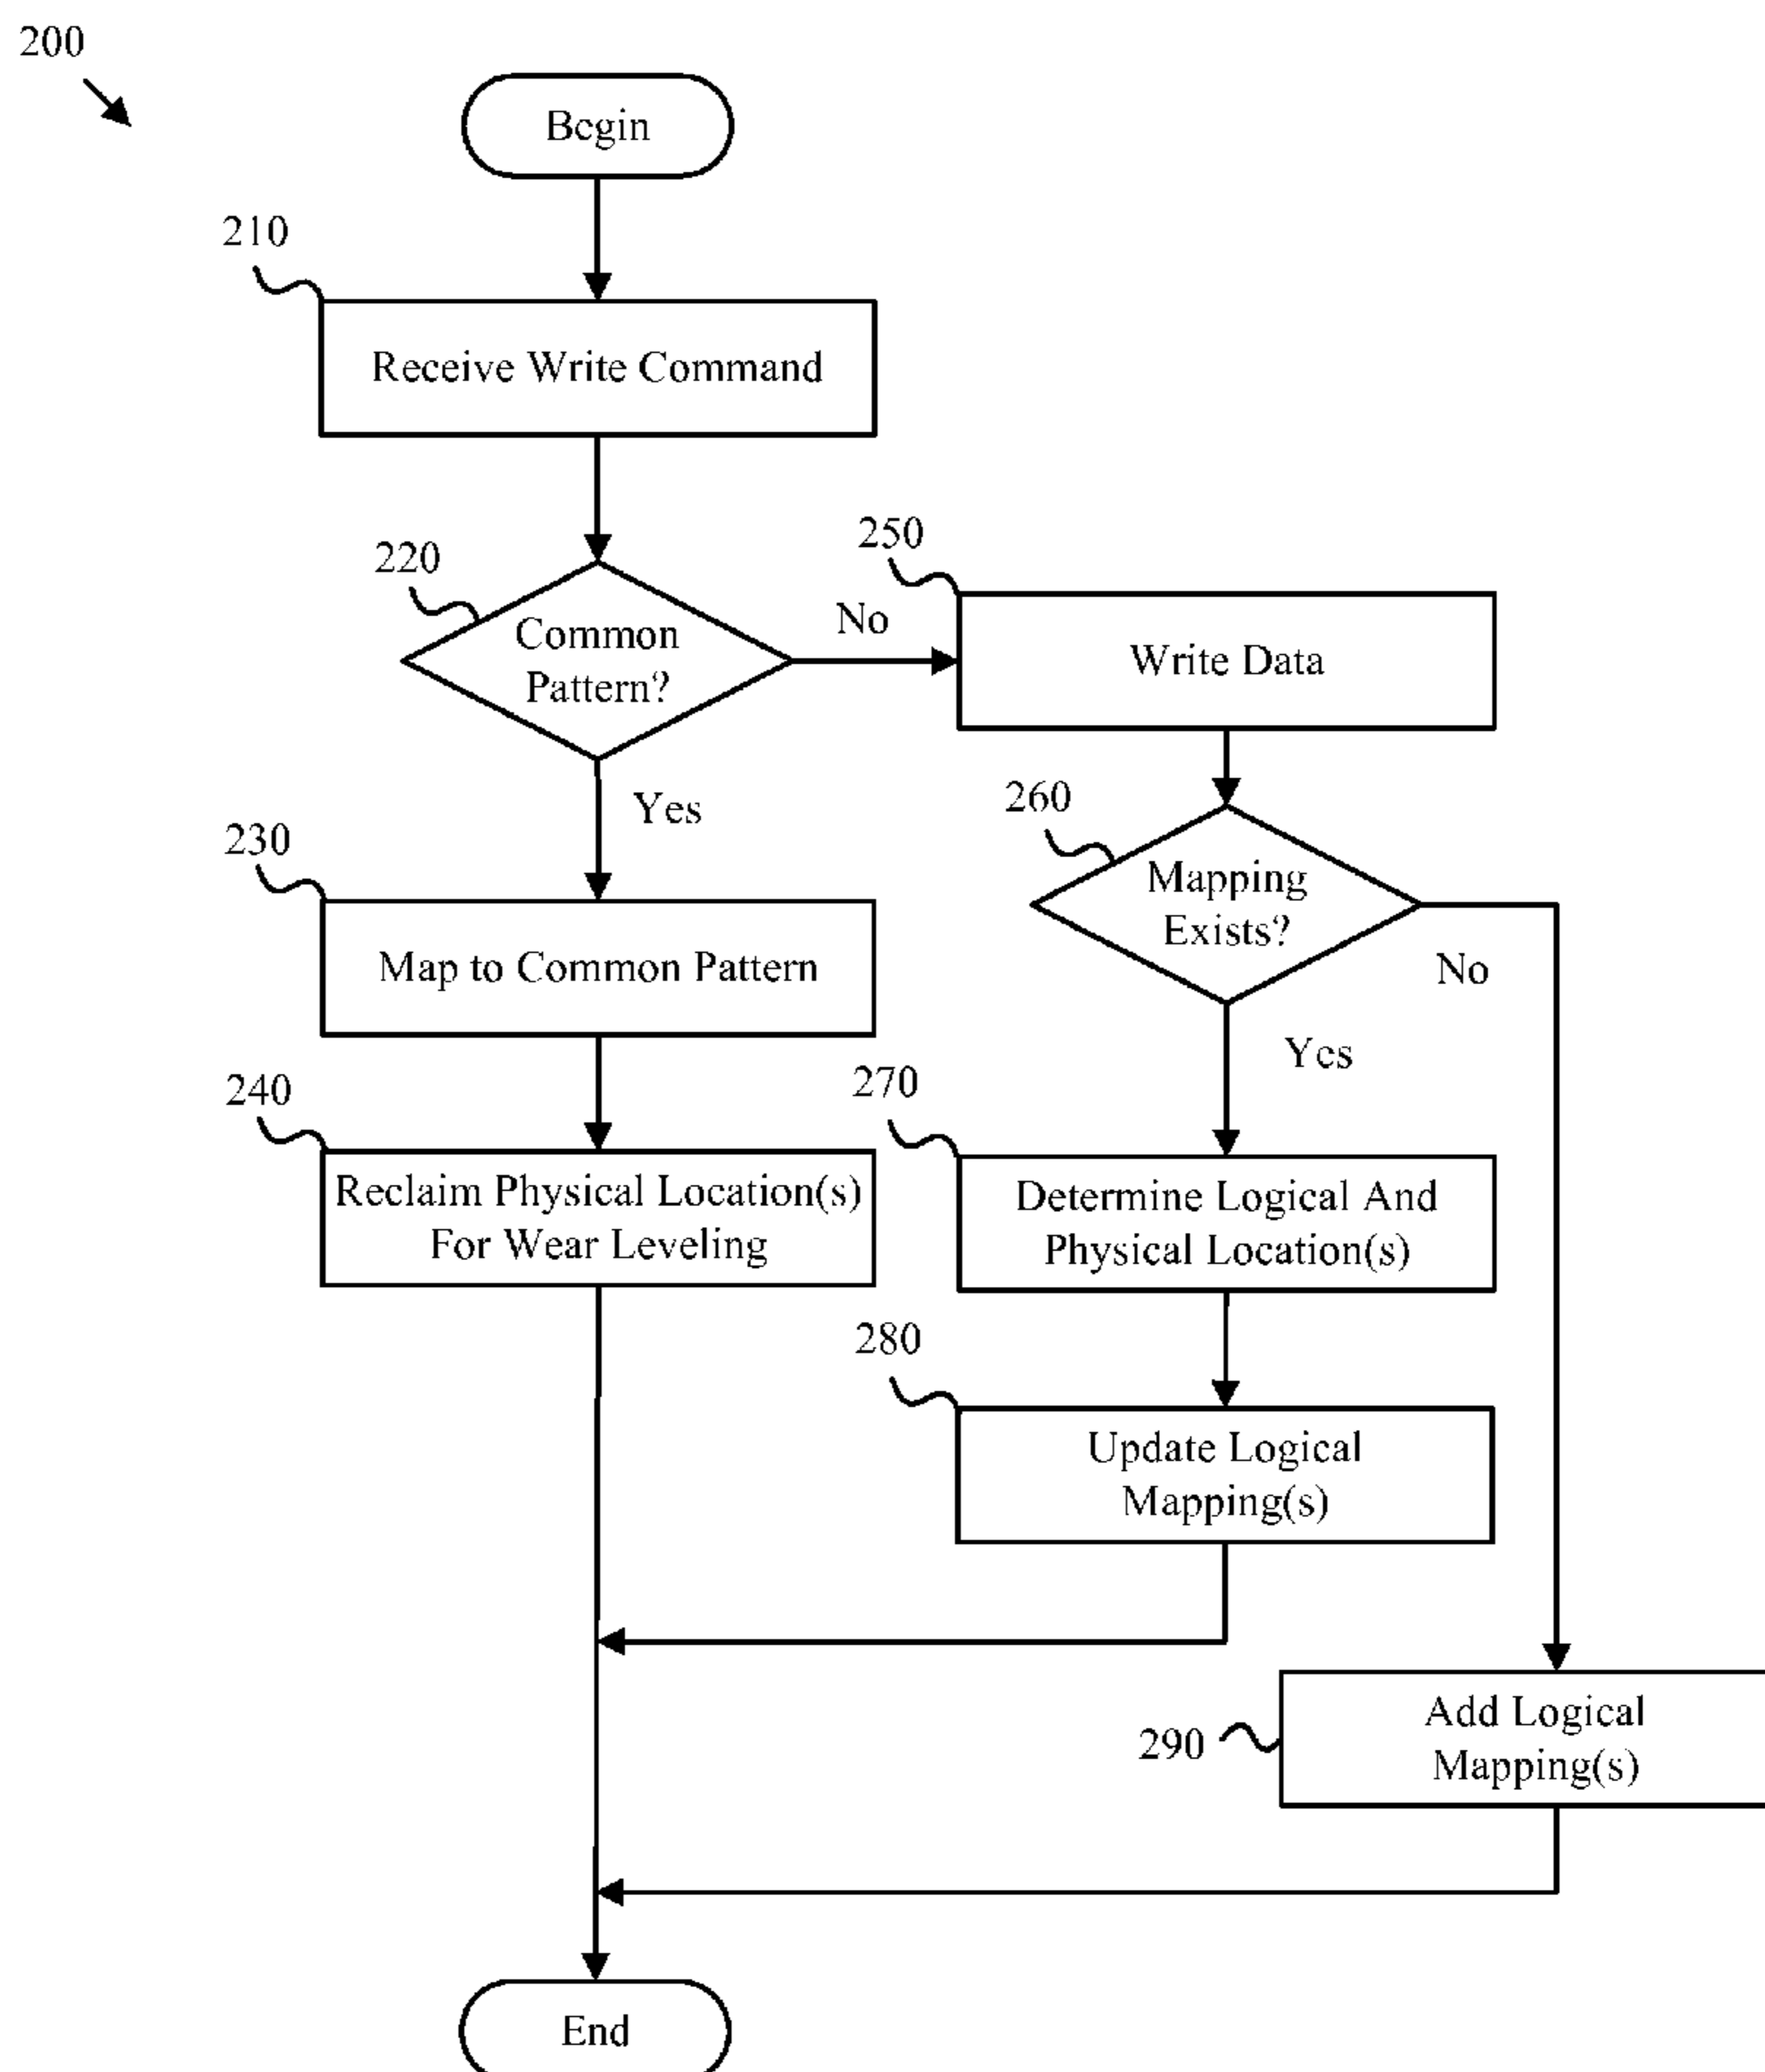 200
Begin
210
Receive Write Command
220
Common
Pattern?
No
250
Write Data
Yes
260
Mapping
Exists?
No
230
Map to Common Pattern
Yes
240
Reclaim Physical Location(s)
For Wear Leveling
270
Determine Logical And
Physical Location(s)
280
Update Logical
Mapping(s)
290
Add Logical
Mapping(s)
End